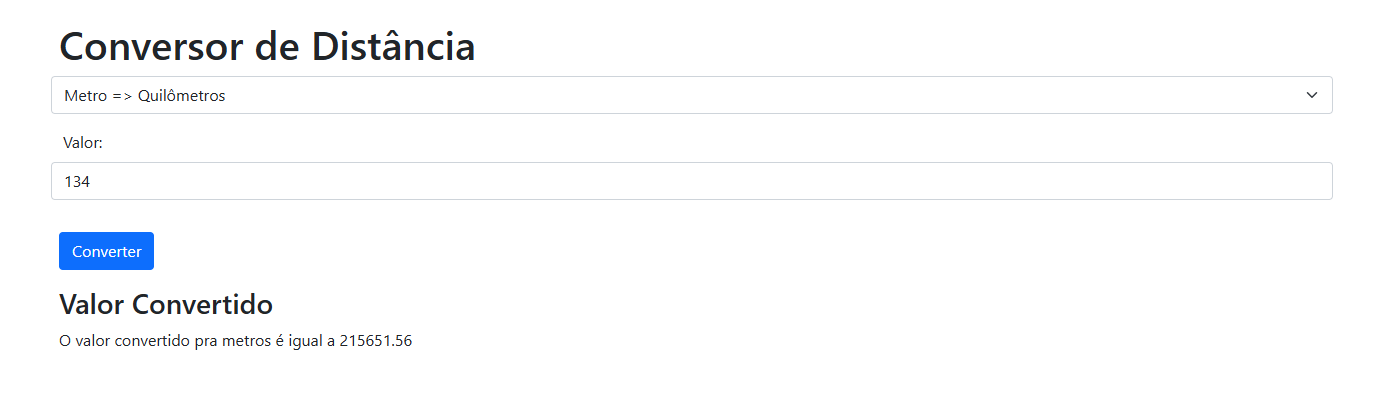 Conversor de Distância
Metro => Quilômetros
Valor:
134
Converter
Valor Convertido
O valor convertido pra metros é igual a 215651.56